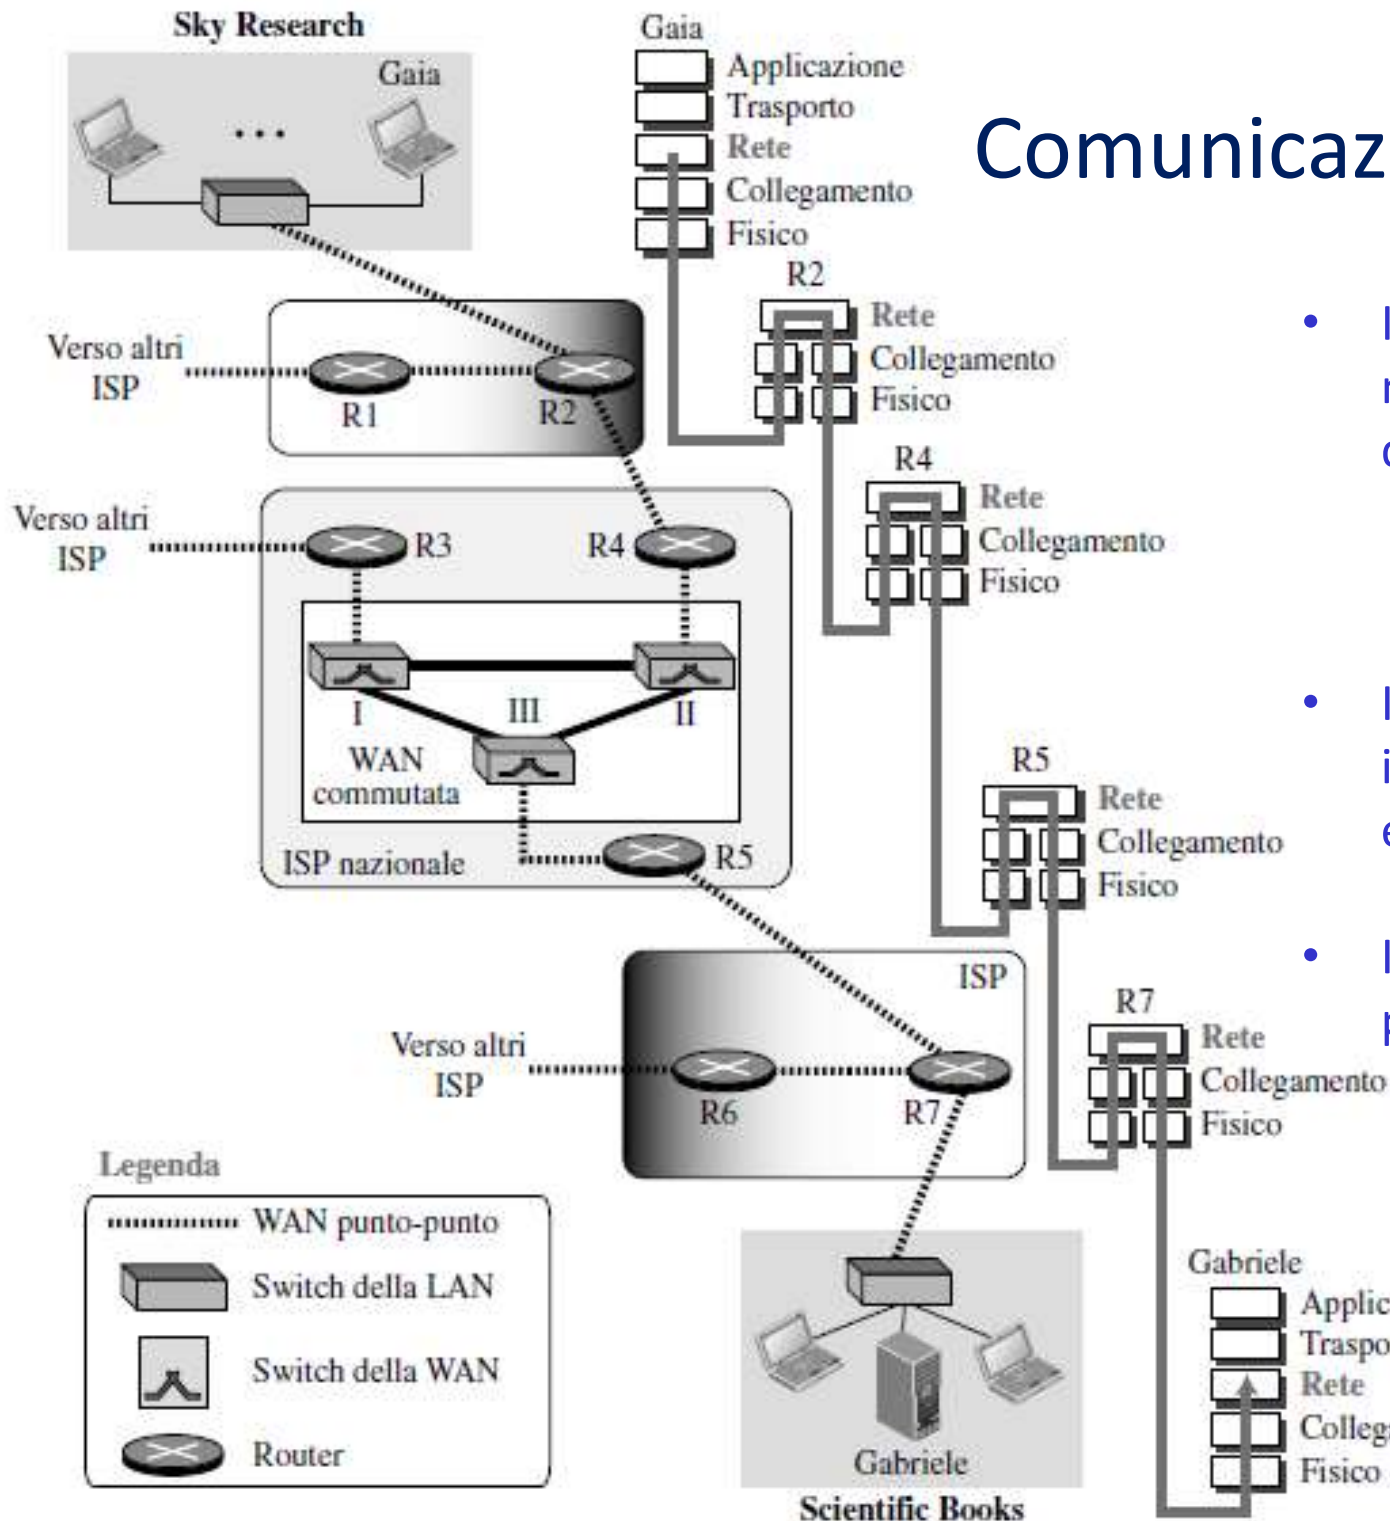 Sky Research
Gaia
Verso altri
ISP
R1
R2
Verso altri
ISP
R3
R4
I
II
III
WAN
commutata
ISP nazionale
R5
ISP
Verso altri
ISP
R6
R7
Gabriele
Scientific Books
Legenda
WAN punto-punto
Switch della LAN
Switch della WAN
Router
Gaia
Applicazione
Trasporto
Rete
Collegamento
Fisico
R2
Rete
Collegamento
Fisico
R4
Rete
Collegamento
Fisico
R5
Rete
Collegamento
Fisico
R7
Rete
Collegamento
Fisico
Gabriele
Rete
Fisico